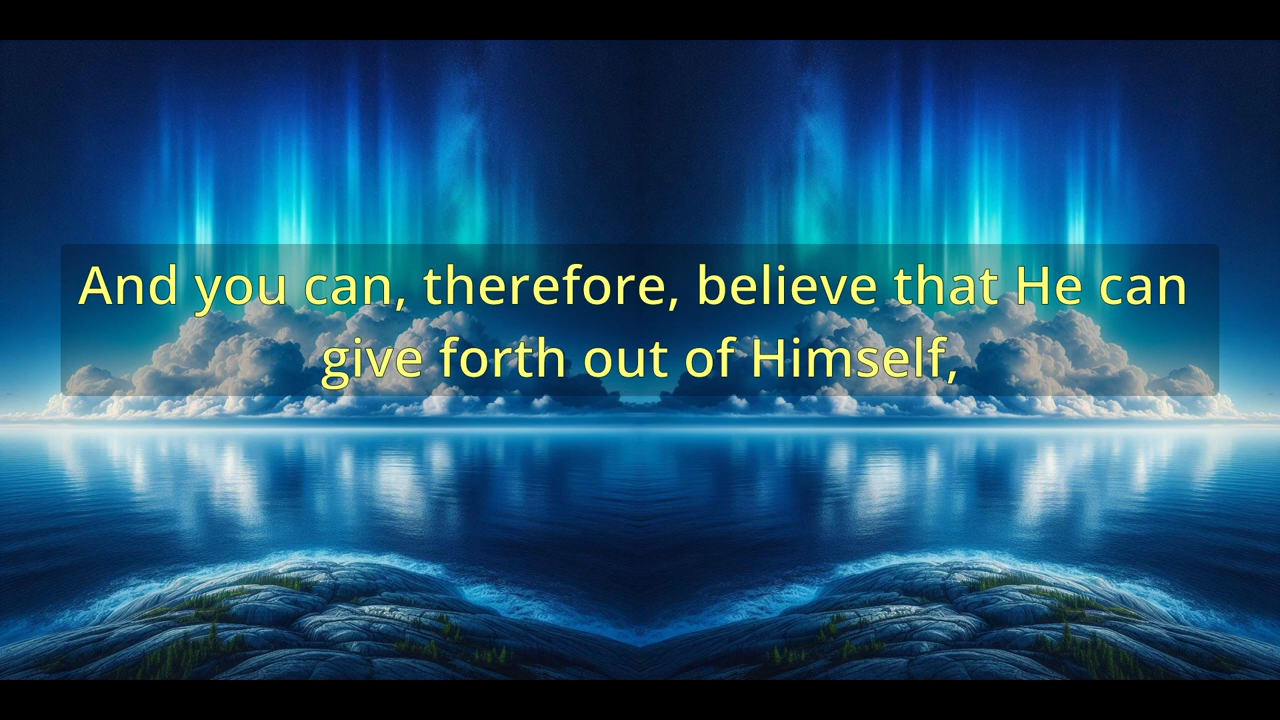 And you can, therefore, believe that He can
give forth out of Himself,